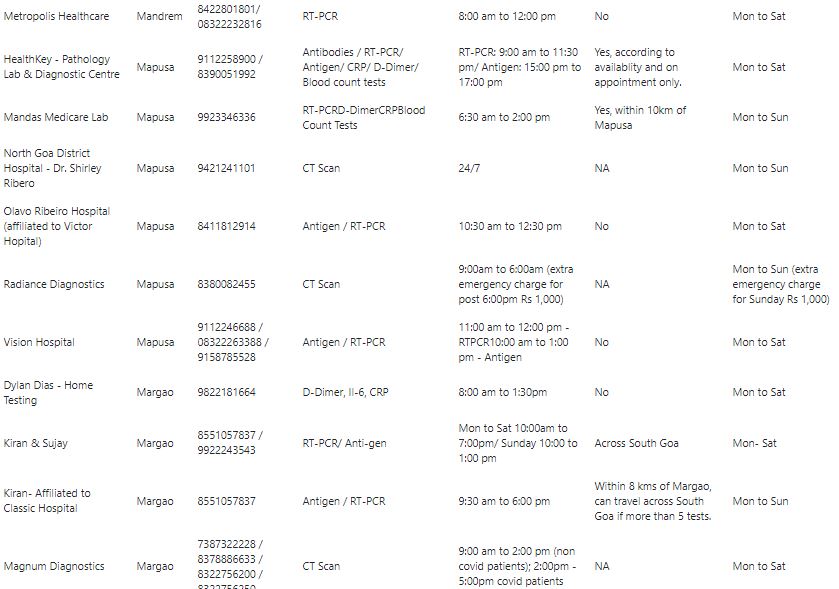 Metropolis Healthcare Mandrem 8422801801/ 08322232816 RT-PCR 8:00 am to 12:00 pm No Mon to Sat
HealthKey - Pathology Lab & Diagnostic Centre Mapusa 9112258900 / 8390051992 Antibodies / RT-PCR/ Antigen/ CRP/ D-Dimer/ Blood count tests RT-PCR: 9:00 am to 11:30 pm/ Antigen: 15:00 pm to 17:00 pm Yes, according to availablity and on appointment only. Mon to Sat
Mandas Medicare Lab Mapusa 9923346336 RT-PCRD-DimerCRPBlood Count Tests 6:30 am to 2:00 pm Yes, within 10km of Mapusa Mon to Sun
North Goa District Hospital - Dr. Shirley Ribero Mapusa 9421241101 CT Scan 24/7 NA Mon to Sun
Olavo Ribeiro Hospital (affiliated to Victor Hopital) Mapusa 8411812914 Antigen / RT-PCR 10:30 am to 12:30 pm No Mon to Sat
Radiance Diagnostics Mapusa 8380082455 CT Scan 9:00am to 6:00am (extra emergency charge for post 6:00pm Rs 1,000) NA Mon to Sun (extra emergency charge for Sunday Rs 1,000)
Vision Hospital Mapusa 9112246688 / 08322263388 / 9158785528 Antigen / RT-PCR 11:00 am to 12:00 pm - RTPCR10:00 am to 1:00 pm - Antigen No Mon to Sat
Dylan Dias - Home Testing Margao 9822181664 D-Dimer, Il-6, CRP 8:00 am to 1:30pm No Mon to Sat
Kiran & Sujay Margao 8551057837 / 9922243543 RT-PCR/ Anti-gen Mon to Sat 10:00am to 7:00pm/ Sunday 10:00 to 1:00 pm Across South Goa Mon- Sat
Kiran- Affiliated to Classic Hospital Margao 8551057837 Antigen / RT-PCR 9:30 am to 6:00 pm Within 8 kms of Margao, can travel across South Goa if more than 5 tests. Mon to Sun
Magnum Diagnostics Margao 7387322228 / 8378886633 / 8322756200 / CT Scan 9:00 am to 2:00 pm (non covid patients); 2:00pm - 5:00pm covid patients NA Mon to Sat